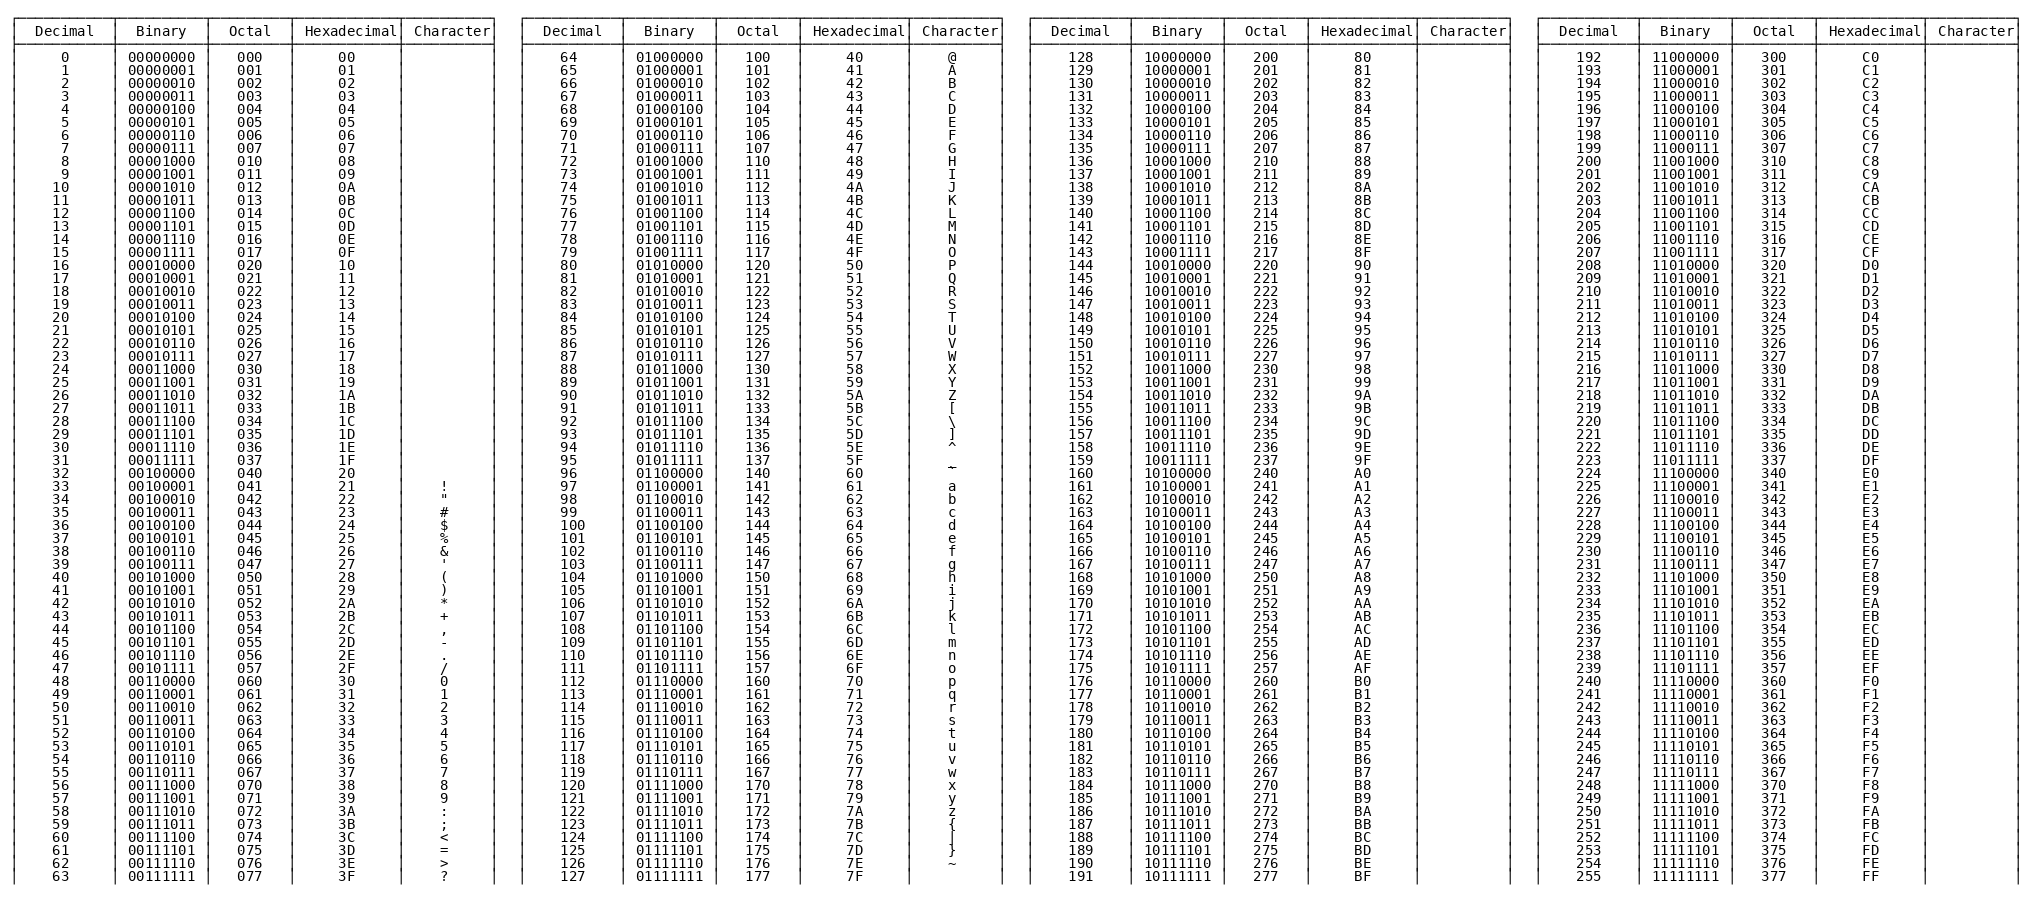 Decimal Binary Octal Hexadecimal Character Decimal Binary Octal Hexadecimal Character Decimal Binary Octal Hexadecimal Character Decimal Binary Octal Hexadecimal Character
0 00000000 000 00 64 01000000 100 40 @ 128 10000000 200 80 192 11000000 300 C0
1 00000001 001 01 65 01000001 101 41 A 129 10000001 201 81 193 11000001 301 C1
2 00000010 002 02 66 01000010 102 42 B 130 10000010 202 82 194 11000010 302 C2
3 00000011 003 03 67 01000011 103 43 C 131 10000011 203 83 195 11000011 303 C3
4 00000100 004 04 68 01000100 104 44 D 132 10000100 204 84 196 11000100 304 C4
5 00000101 005 05 69 01000101 105 45 E 133 10000101 205 85 197 11000101 305 C5
6 00000110 006 06 70 01000110 106 46 F 134 10000110 206 86 198 11000110 306 C6
7 00000111 007 07 71 01000111 107 47 G 135 10000111 207 87 199 11000111 307 C7
8 00001000 010 08 72 01001000 110 48 H 136 10001000 210 88 200 11001000 310 C8
9 00001001 011 09 73 01001001 111 49 I 137 10001001 211 89 201 11001001 311 C9
10 00001010 012 0A 74 01001010 112 4A J 138 10001010 212 8A 202 11001010 312 CA
11 00001011 013 0B 75 01001011 113 4B K 139 10001011 213 8B 203 11001011 313 CB
12 00001100 014 0C 76 01001100 114 4C L 140 10001100 214 8C 204 11001100 314 CC
13 00001101 015 0D 77 01001101 115 4D M 141 10001101 215 8D 205 11001101 315 CD
14 00001110 016 0E 78 01001110 116 4E N 142 10001110 216 8E 206 11001110 316 CE
15 00001111 017 0F 79 01001111 117 4F O 143 10001111 217 8F 207 11001111 317 CF
16 00010000 020 10 80 01010000 120 50 P 144 10010000 220 90 208 11010000 320 D0
17 00010001 021 11 81 01010001 121 51 Q 145 10010001 221 91 209 11010001 321 D1
18 00010010 022 12 82 01010010 122 52 R 146 10010010 222 92 210 11010010 322 D2
19 00010011 023 13 83 01010011 123 53 S 147 10010011 223 93 211 11010011 323 D3
20 00010100 024 14 84 01010100 124 54 T 148 10010100 224 94 212 11010100 324 D4
21 00010101 025 15 85 01010101 125 55 U 149 10010101 225 95 213 11010101 325 D5
22 00010110 026 16 86 01010110 126 56 V 150 10010110 226 96 214 11010110 326 D6
23 00010111 027 17 87 01010111 127 57 W 151 10010111 227 97 215 11010111 327 D7
24 00011000 030 18 88 01011000 130 58 X 152 10011000 230 98 216 11011000 330 D8
25 00011001 031 19 89 01011001 131 59 Y 153 10011001 231 99 217 11011001 331 D9
26 00011010 032 1A 90 01011010 132 5A Z 154 10011010 232 9A 218 11011010 332 DA
27 00011011 033 1B 91 01011011 133 5B [ 155 10011011 233 9B 219 11011011 333 DB
28 00011100 034 1C 92 01011100 134 5C \ 156 10011100 234 9C 220 11011100 334 DC
29 00011101 035 1D 93 01011101 135 5D ] 157 10011101 235 9D 221 11011101 335 DD
30 00011110 036 1E 94 01011110 136 5E ^ 158 10011110 236 9E 222 11011110 336 DE
31 00011111 037 1F 95 01011111 137 5F _ 159 10011111 237 9F 223 11011111 337 DF
32 00100000 040 20 96 01100000 140 60 ` 160 10100000 240 A0 224 11100000 340 E0
33 00100001 041 21 ! 97 01100001 141 61 a 161 10100001 241 A1 225 11100001 341 E1
34 00100010 042 22 " 98 01100010 142 62 b 162 10100010 242 A2 226 11100010 342 E2
35 00100011 043 23 # 99 01100011 143 63 c 163 10100011 243 A3 227 11100011 343 E3
36 00100100 044 24 $ 100 01100100 144 64 d 164 10100100 244 A4 228 11100100 344 E4
37 00100101 045 25 % 101 01100101 145 65 e 165 10100101 245 A5 229 11100101 345 E5
38 00100110 046 26 & 102 01100110 146 66 f 166 10100110 246 A6 230 11100110 346 E6
39 00100111 047 27 ' 103 01100111 147 67 g 167 10100111 247 A7 231 11100111 347 E7
40 00101000 050 28 ( 104 01101000 150 68 h 168 10101000 250 A8 232 11101000 350 E8
41 00101001 051 29 ) 105 01101001 151 69 i 169 10101001 251 A9 233 11101001 351 E9
42 00101010 052 2A * 106 01101010 152 6A j 170 10101010 252 AA 234 11101010 352 EA
43 00101011 053 2B + 107 01101011 153 6B k 171 10101011 253 AB 235 11101011 353 EB
44 00101100 054 2C , 108 01101100 154 6C l 172 10101100 254 AC 236 11101100 354 EC
45 00101101 055 2D - 109 01101101 155 6D m 173 10101101 255 AD 237 11101101 355 ED
46 00101110 056 2E . 110 01101110 156 6E n 174 10101110 256 AE 238 11101110 356 EE
47 00101111 057 2F / 111 01101111 157 6F o 175 10101111 257 AF 239 11101111 357 EF
48 00110000 060 30 0 112 01110000 160 70 p 176 10110000 260 B0 240 11110000 360 F0
49 00110001 061 31 1 113 01110001 161 71 q 177 10110001 261 B1 241 11110001 361 F1
50 00110010 062 32 2 114 01110010 162 72 r 178 10110010 262 B2 242 11110010 362 F2
51 00110011 063 33 3 115 01110011 163 73 s 179 10110011 263 B3 243 11110011 363 F3
52 00110100 064 34 4 116 01110100 164 74 t 180 10110100 264 B4 244 11110100 364 F4
53 00110101 065 35 5 117 01110101 165 75 u 181 10110101 265 B5 245 11110101 365 F5
54 00110110 066 36 6 118 01110110 166 76 v 182 10110110 266 B6 246 11110110 366 F6
55 00110111 067 37 7 119 01110111 167 77 w 183 10110111 267 B7 247 11110111 367 F7
56 00111000 070 38 8 120 01111000 170 78 x 184 10111000 270 B8 248 11111000 370 F8
57 00111001 071 39 9 121 01111001 171 79 y 185 10111001 271 B9 249 11111001 371 F9
58 00111010 072 3A : 122 01111010 172 7A z 186 10111010 272 BA 250 11111010 372 FA
59 00111011 073 3B ; 123 01111011 173 7B { 187 10111011 273 BB 251 11111011 373 FB
60 00111100 074 3C < 124 01111100 174 7C | 188 10111100 274 BC 252 11111100 374 FC
61 00111101 075 3D = 125 01111101 175 7D } 189 10111101 275 BD 253 11111101 375 FD
62 00111110 076 3E > 126 01111110 176 7E ~ 190 10111110 276 BE 254 11111110 376 FE
63 00111111 077 3F ? 127 01111111 177 7F 191 10111111 277 BF 255 11111111 377 FF